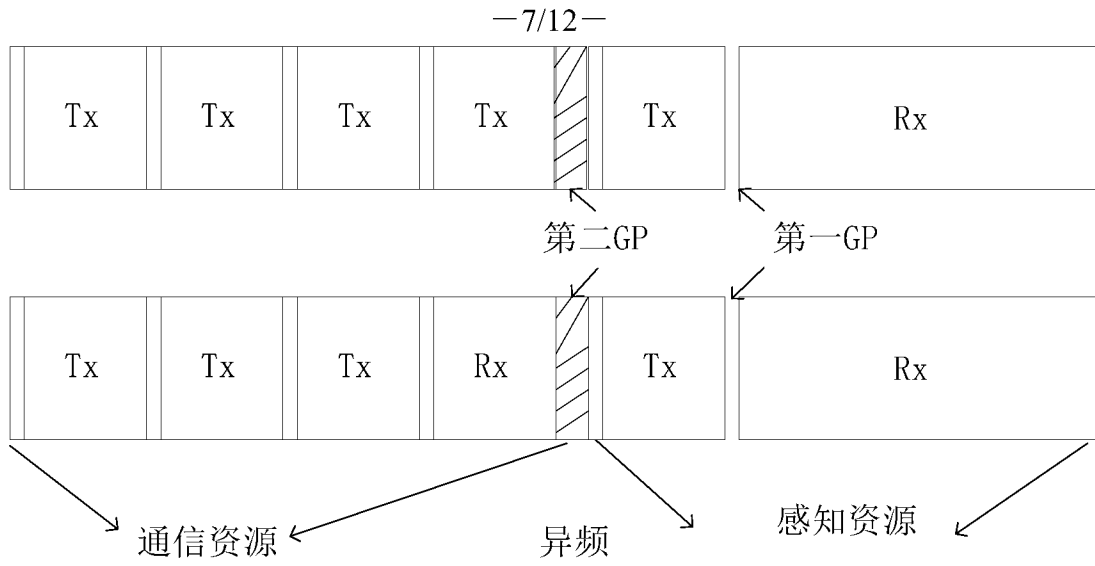 —7/12—
Tx Tx Tx Tx Tx Rx
第二GP 第一GP
Tx Tx Tx Rx Tx Rx
通信资源 异频 感知资源